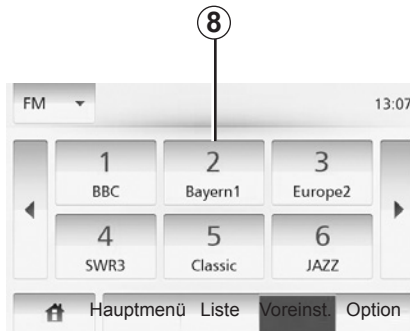 8
FM 13:07
1 2 3
BBC Bayern1 Europe2
4 5 6
SWR3 Classic JAZZ
Hauptmenü Liste Voreinst. Option